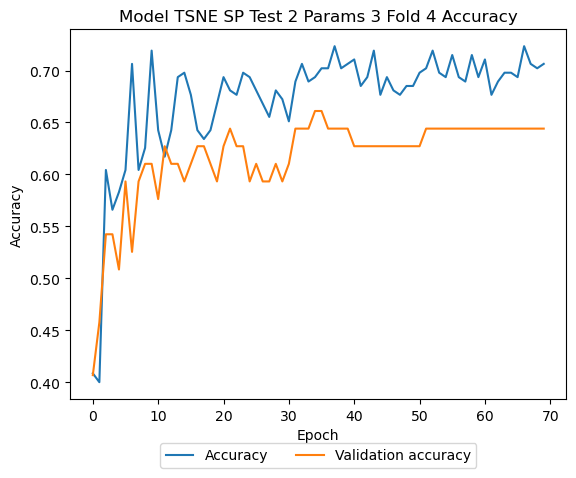 Model TSNE SP Test 2 Params 3 Fold 4 Accuracy
Accuracy
0.70
0.65
0.60
0.55
0.50
0.45
0.40
0 10 20 30 40 50 60 70
Epoch
Accuracy Validation accuracy